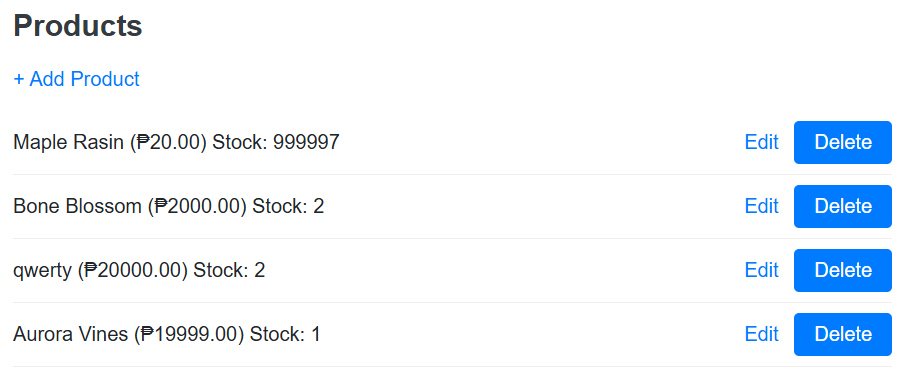 Products
+ Add Product
Maple Rasin (₱20.00) Stock: 999997 Edit Delete
Bone Blossom (₱2000.00) Stock: 2 Edit Delete
qwerty (₱20000.00) Stock: 2 Edit Delete
Aurora Vines (₱19999.00) Stock: 1 Edit Delete